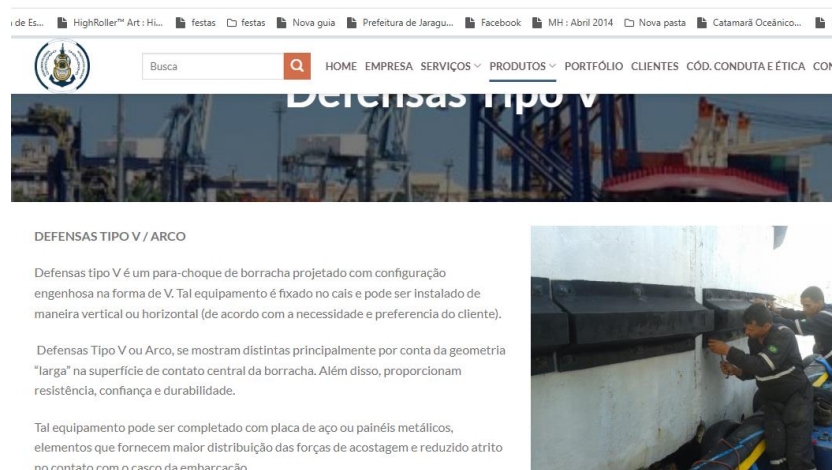 de Es... HighRoller™ Art : Hi... festas festas Nova guia Prefeitura de Jaragu... Facebook MH : Abril 2014 Nova pasta Catamarã Oceânico...
Busca HOME EMPRESA SERVIÇOS PRODUTOS PORTFÓLIO CLIENTES CÓD. CONDUTA E ÉTICA CON
Defensas Tipo V
DEFENSAS TIPO V / ARCO
Defensas tipo V é um para-choque de borracha projetado com configuração
engenhosa na forma de V. Tal equipamento é fixado no cais e pode ser instalado de
maneira vertical ou horizontal (de acordo com a necessidade e preferencia do cliente).
Defensas Tipo V ou Arco, se mostram distintas principalmente por conta da geometria
“larga” na superfície de contato central da borracha. Além disso, proporcionam
resistência, confiança e durabilidade.
Tal equipamento pode ser completado com placa de aço ou painéis metálicos,
elementos que fornecem maior distribuição das forças de acostagem e reduzido atrito
no contato com o casco da embarcação